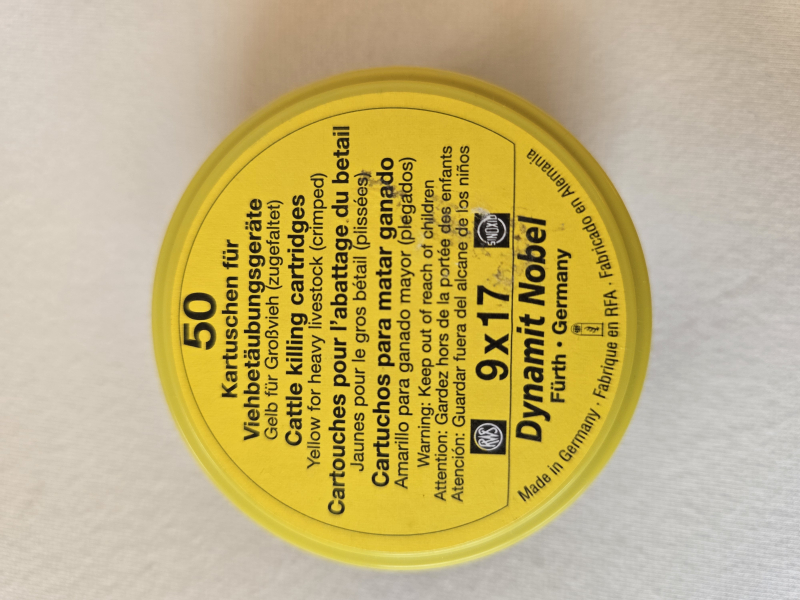 50
Kartuschen für
Viehbetäubungsgeräte
Gelb für Großvieh (zugefaltet)
Cattle killing cartridges
Yellow for heavy livestock (crimped)
Cartouches pour l'abattage du betail
Jaunes pour le gros bétail (plissées)
Cartuchos para matar ganado
Amarillo para ganado mayor (plegados)
Warning: Keep out of reach of children
Attention: Gardez hors de la portée des enfants
Atención: Guardar fuera del alcane de los niños
RWS 9x17 SINOXID
Dynamit Nobel
Fürth · Germany
Made in Germany · Fabrique en RFA · Fabricado en Alemania